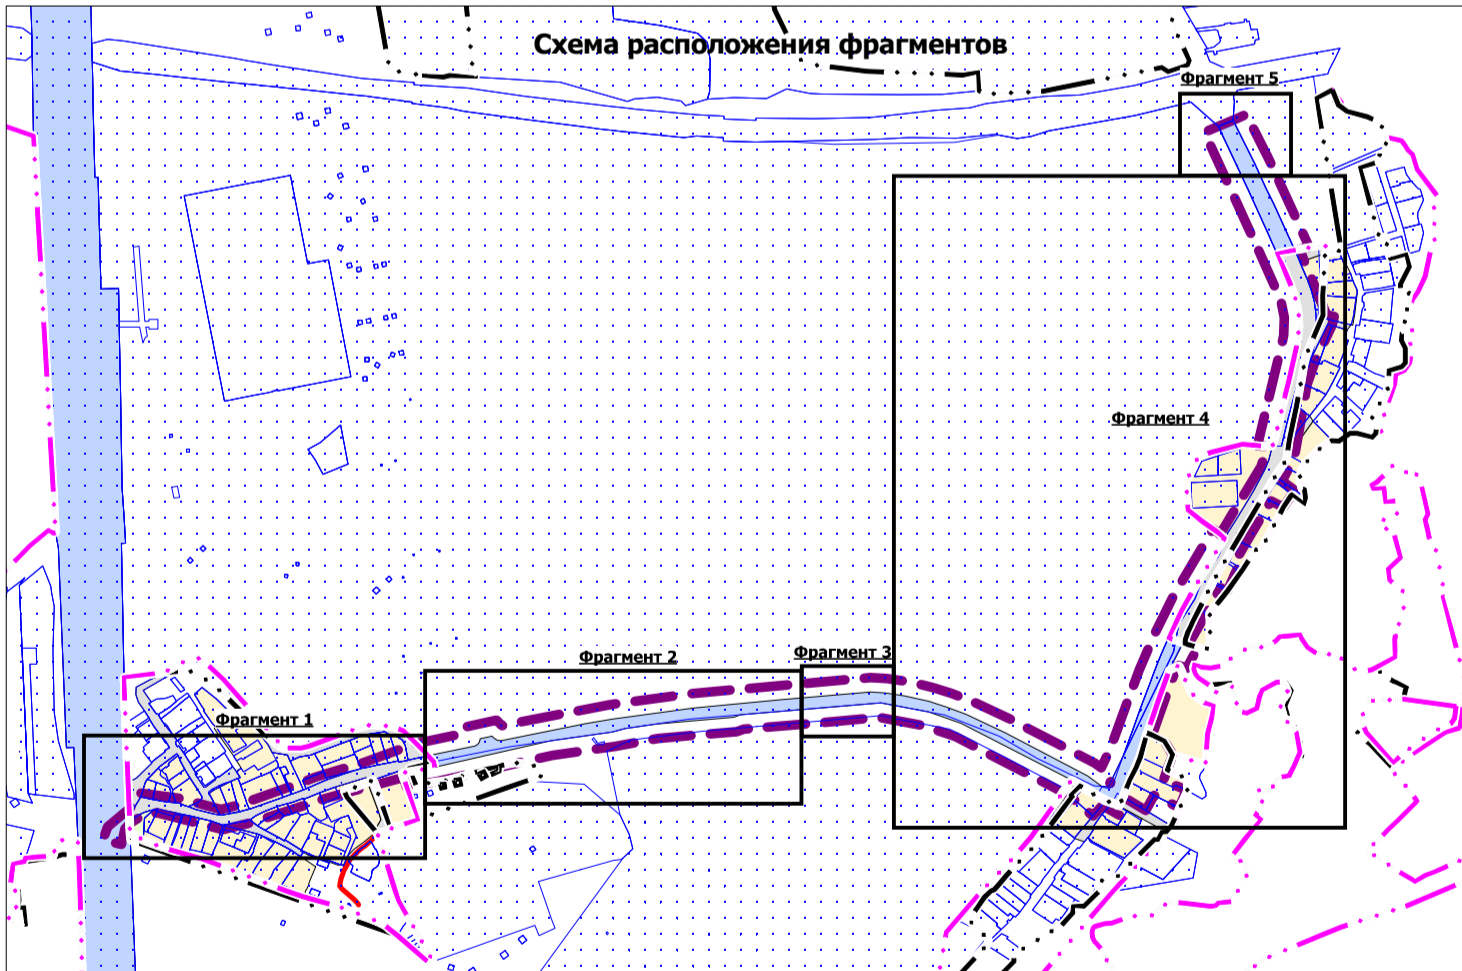 Схема расположения фрагментов
Фрагмент 5
Фрагмент 4
Фрагмент 3
Фрагмент 2
Фрагмент 1